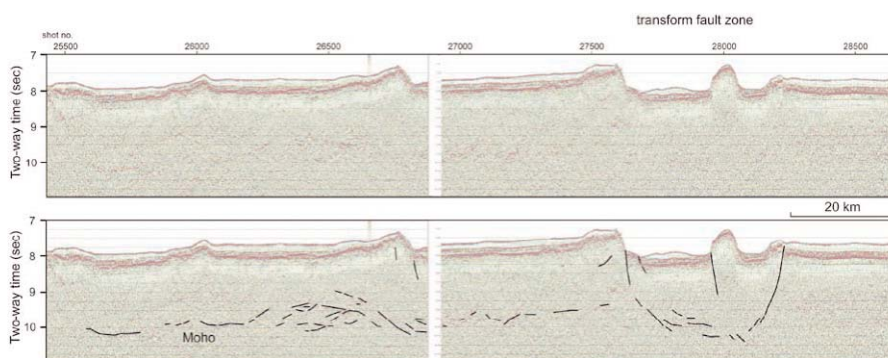 transform fault zone
shot no.
25500 26000 26500 27000 27500 28000 28500
7
8
9
10
Two-way time (sec)
20 km
7
8
9
10
Two-way time (sec)
Moho